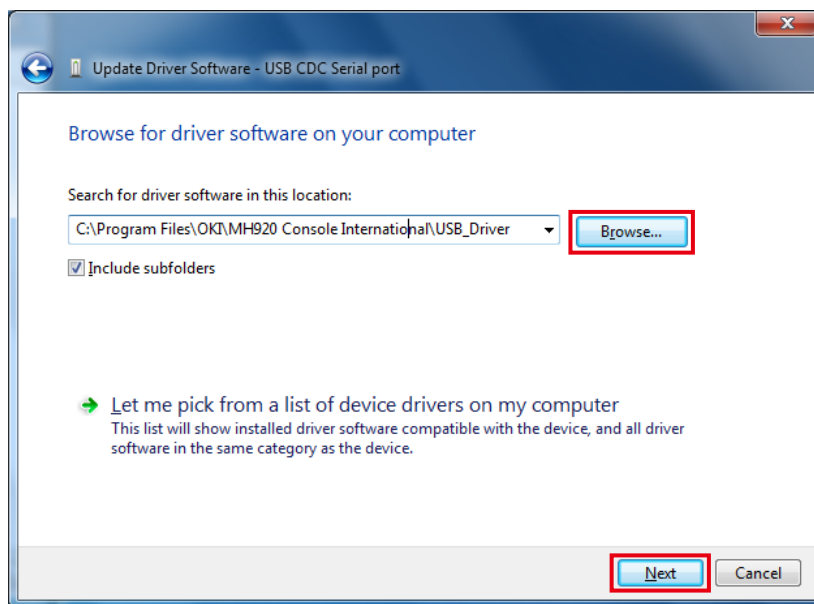 Update Driver Software - USB CDC Serial port
Browse for driver software on your computer
Search for driver software in this location:
C:\Program Files\OKI\MH920 Console International\USB_Driver
Browse...
Include subfolders
Let me pick from a list of device drivers on my computer
This list will show installed driver software compatible with the device, and all driver
software in the same category as the device.
Next
Cancel